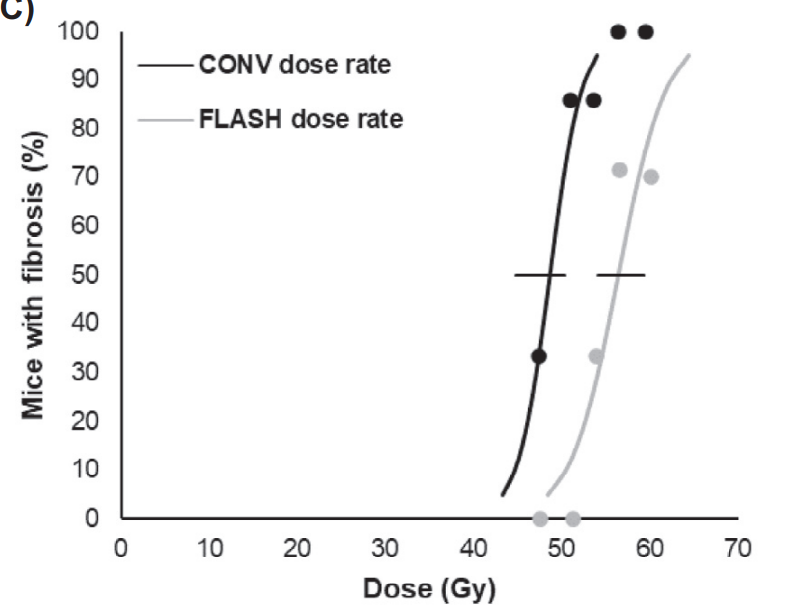 C)
100
90
80
70
60
50
40
30
20
10
0
Mice with fibrosis (%)
CONV dose rate
FLASH dose rate
0 10 20 30 40 50 60 70
Dose (Gy)